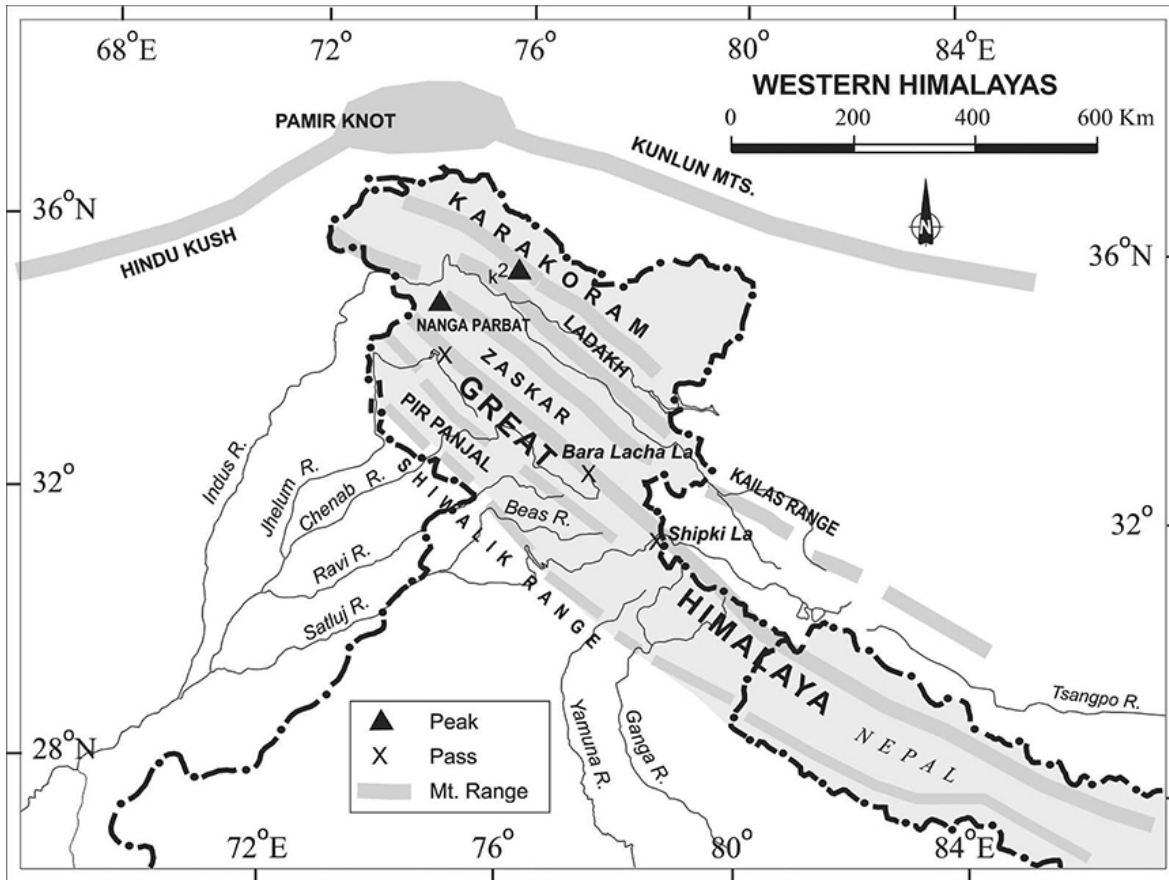 68°E 72° 76° 80° 84°E
WESTERN HIMALAYAS
0 200 400 600 Km
PAMIR KNOT
KUNLUN MTS.
N
36°N
HINDU KUSH
36°N
KARAKORAM
k2
NANGA PARBAT
LADAKH
ZASKAR
GREAT
PIR PANJAL
Bara Lacha La
KAILAS RANGE
32°
32°
Indus R.
Jhelum R.
Chenab R.
SHIWALIK RANGE
Beas R.
Shipki La
Ravi R.
Satluj R.
HIMALAYA
Tsangpo R.
NEPAL
Yamuna R.
Ganga R.
28°N
Peak
Pass
Mt. Range
72°E 76° 80° 84°E